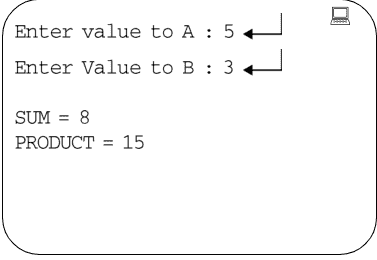 Enter value to A : 5
Enter Value to B : 3
SUM = 8
PRODUCT = 15